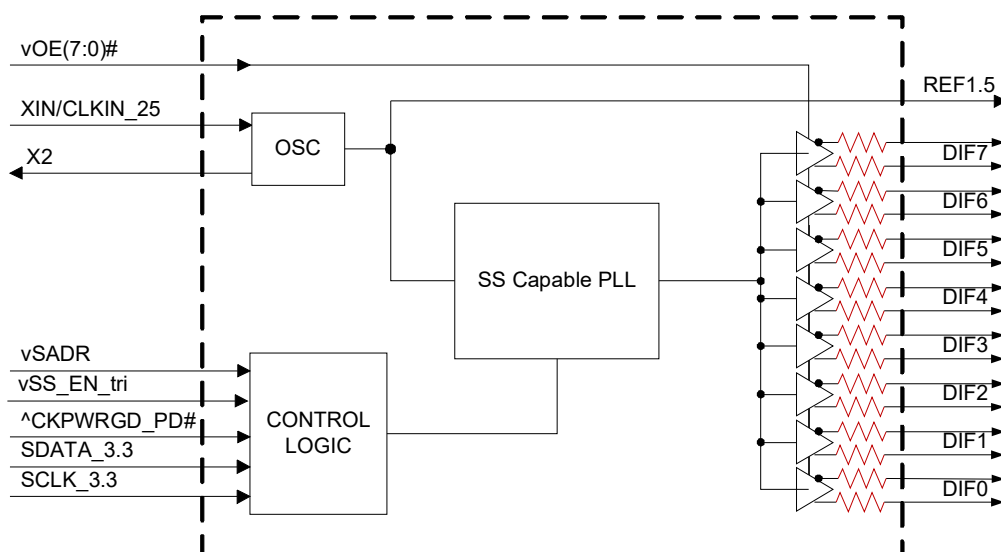 vOE(7:0)#
REF1.5
XIN/CLKIN_25
OSC
X2
DIF7
DIF6
DIF5
SS Capable PLL
DIF4
DIF3
vSADR
vSS_EN_tri
DIF2
^CKPWRGD_PD#
CONTROL
LOGIC
DIF1
SDATA_3.3
SCLK_3.3
DIF0